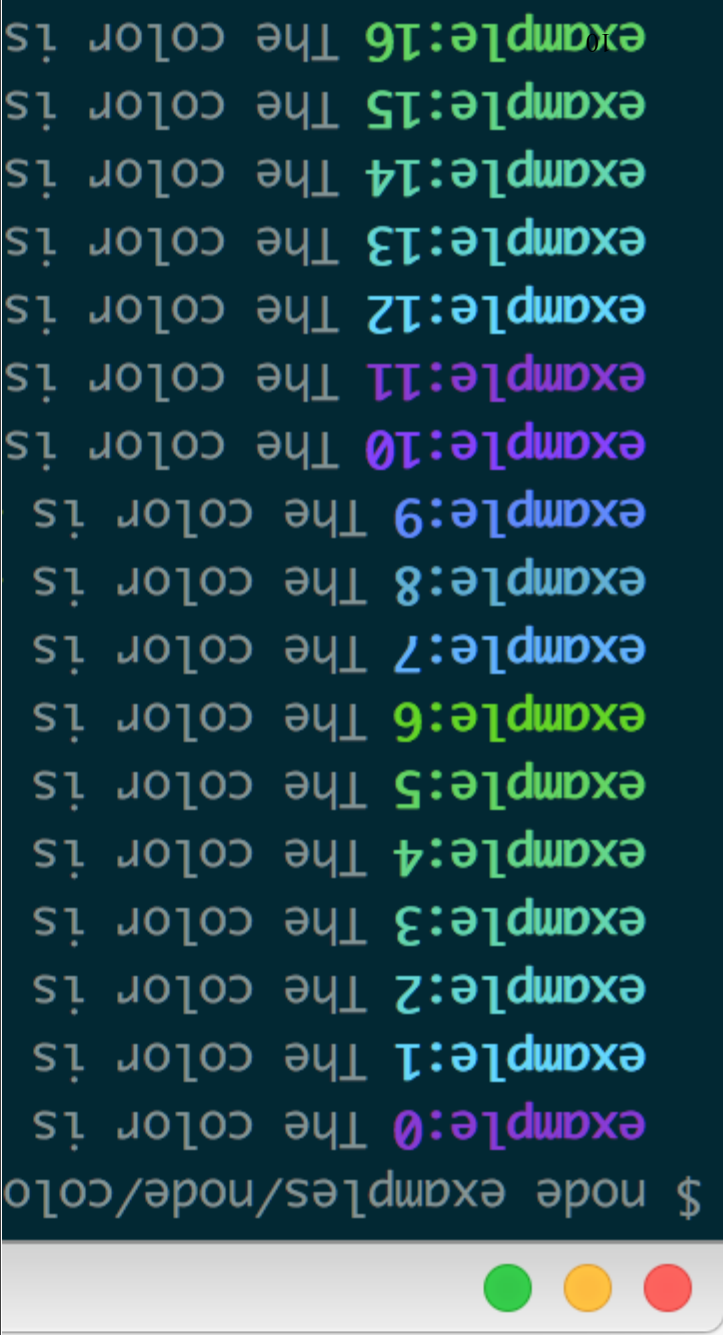 $ node examples/node/colo
example:0 The color is
example:1 The color is
example:2 The color is
example:3 The color is
example:4 The color is
example:5 The color is
example:6 The color is
example:7 The color is
example:8 The color is
example:9 The color is
example:10 The color is
example:11 The color is
example:12 The color is
example:13 The color is
example:14 The color is
example:15 The color is
example:16 The color is
10